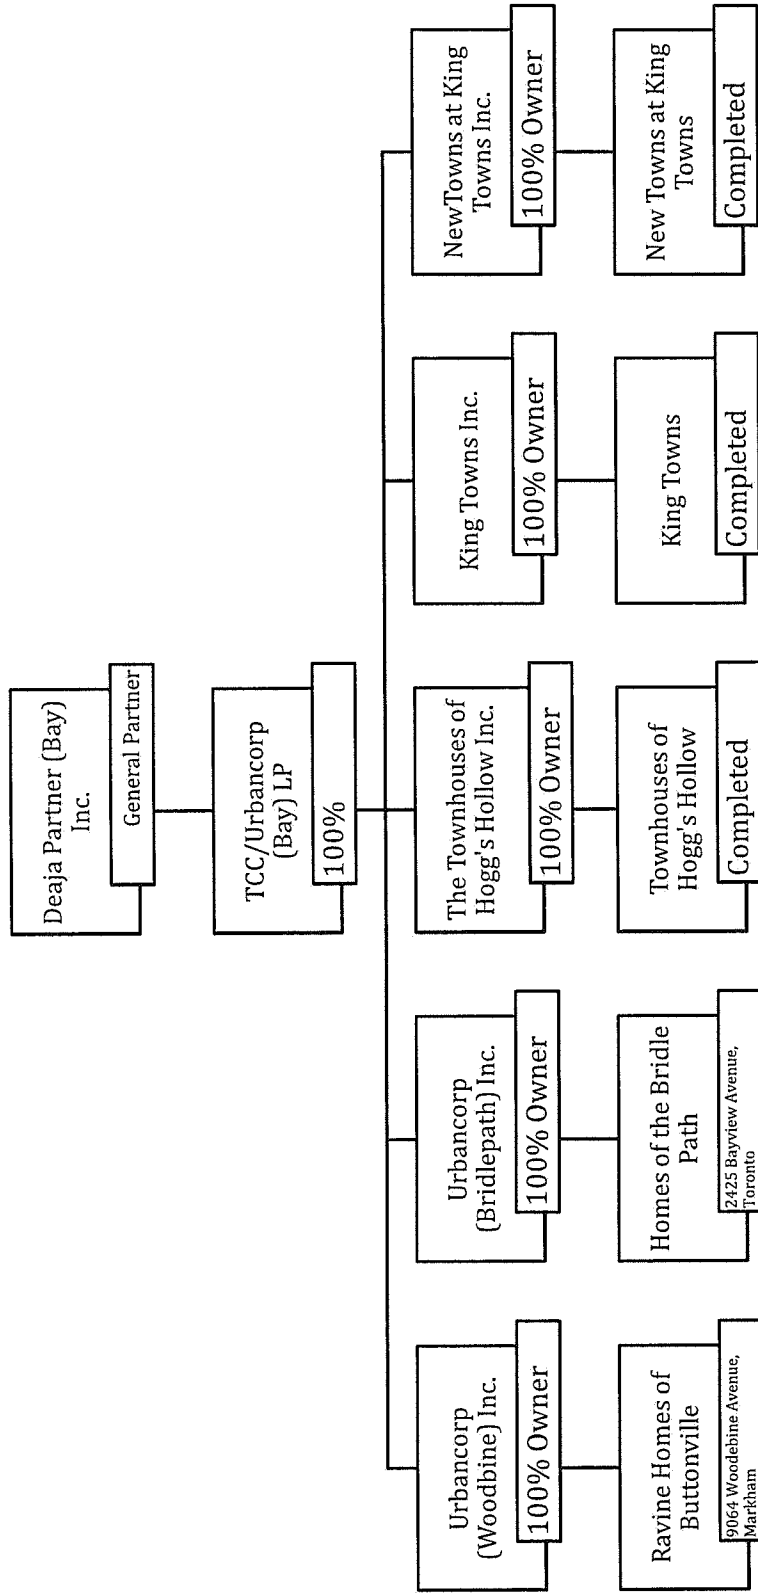 Deaja Partner (Bay)
Inc.
General Partner
TCC/Urbancorp
(Bay) LP
100%
Urbancorp
(Woodbine) Inc.
100% Owner
Urbancorp
(Bridlepath) Inc.
100% Owner
The Townhouses of
Hogg's Hollow Inc.
100% Owner
King Towns Inc.
100% Owner
NewTowns at King
Towns Inc.
100% Owner
Ravine Homes of
Buttonville
9064 Woodebine Avenue,
Markham
Homes of the Bridle
Path
2425 Bayview Avenue,
Toronto
Townhouses of
Hogg's Hollow
Completed
King Towns
Completed
New Towns at King
Towns
Completed